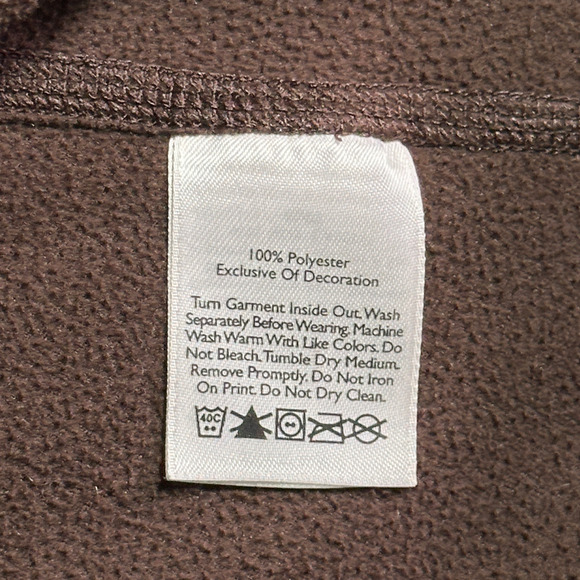 100% Polyester
Exclusive Of Decoration
Turn Garment Inside Out. Wash
Separately Before Wearing. Machine
Wash Warm With Like Colors. Do
Not Bleach. Tumble Dry Medium.
Remove Promptly. Do Not Iron
On Print. Do Not Dry Clean.
40C